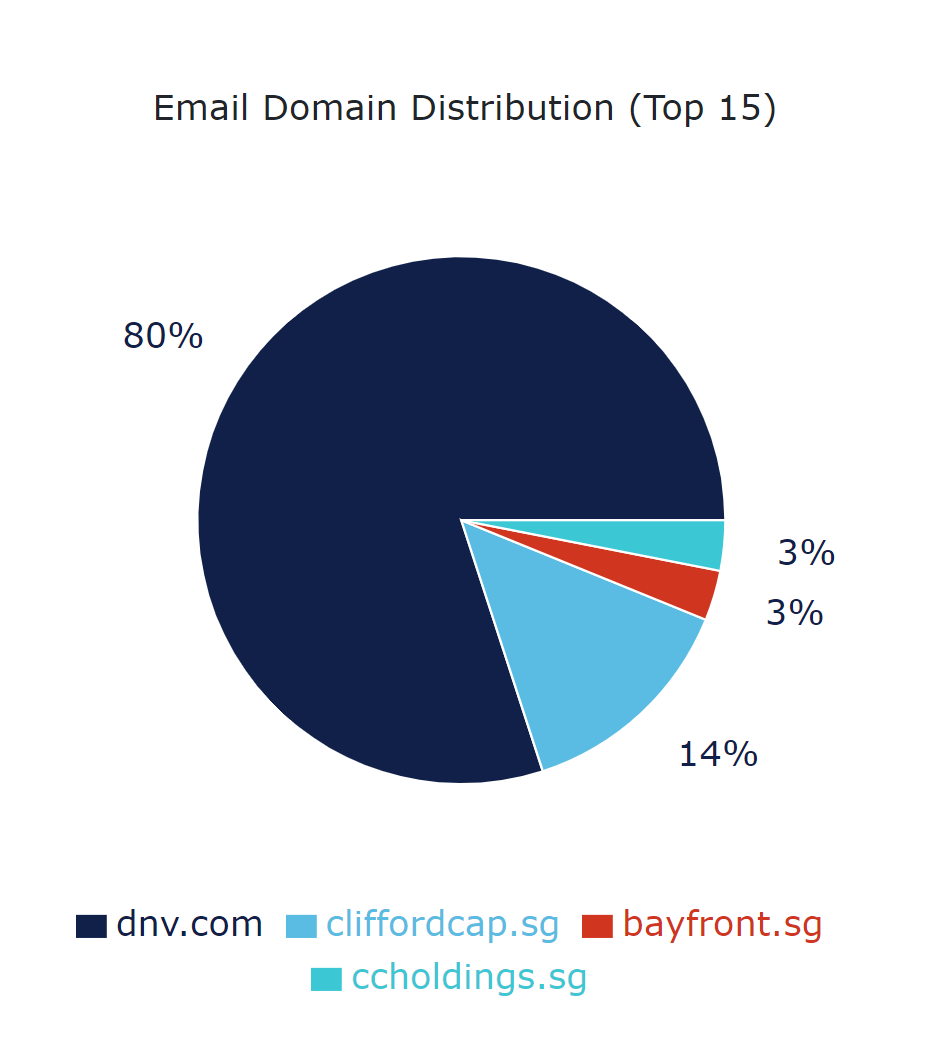 Email Domain Distribution (Top 15)
80%
3%
3%
14%
dnv.com cliffordcap.sg bayfront.sg
ccholdings.sg